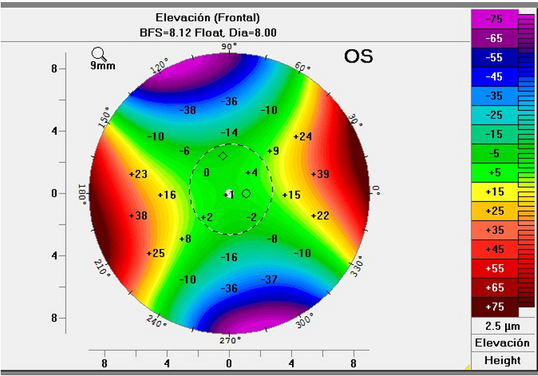 Elevación (Frontal)
BFS=8.12 Float, Dia=8.00
OS
9mm
90°
120°
60°
150°
30°
180°
0°
210°
330°
240°
300°
270°
8
4
0
4
8
8 4 0 4 8
-36
-38 -10
-10 -14 +24
-6 +9
+23 0 +4 +39
+16 +1 +15
+38 +2 -2 +22
+8 -8
+25 -16 -10
-10 -36 -37
-75
-65
-55
-45
-35
-25
-15
-5
+5
+15
+25
+35
+45
+55
+65
+75
2.5 µm
Elevación
Height